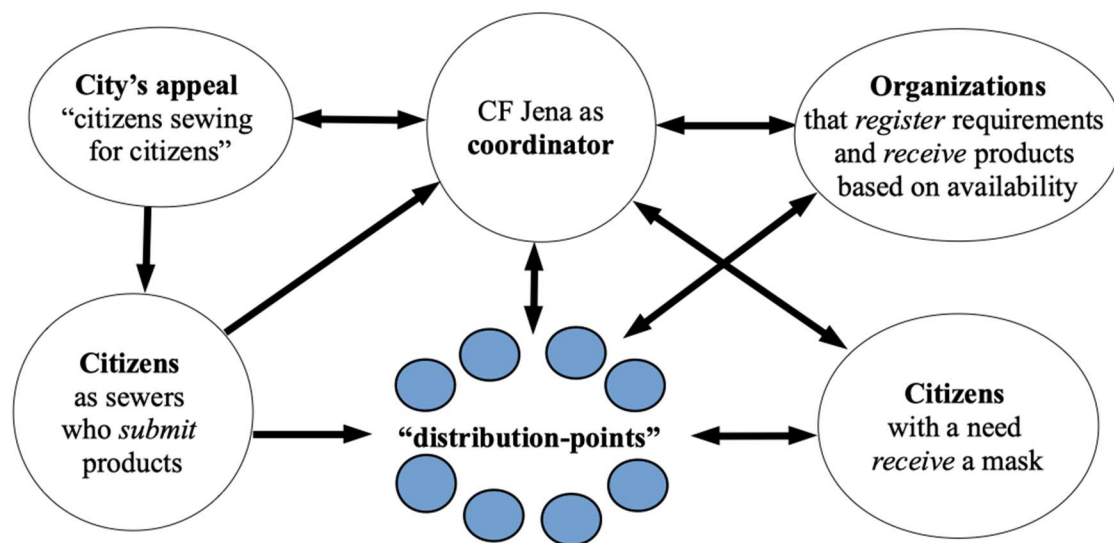 City’s appeal
“citizens sewing
for citizens”
CF Jena as
coordinator
Organizations
that register requirements
and receive products
based on availability
Citizens
as sewers
who submit
products
“distribution-points”
Citizens
with a need
receive a mask